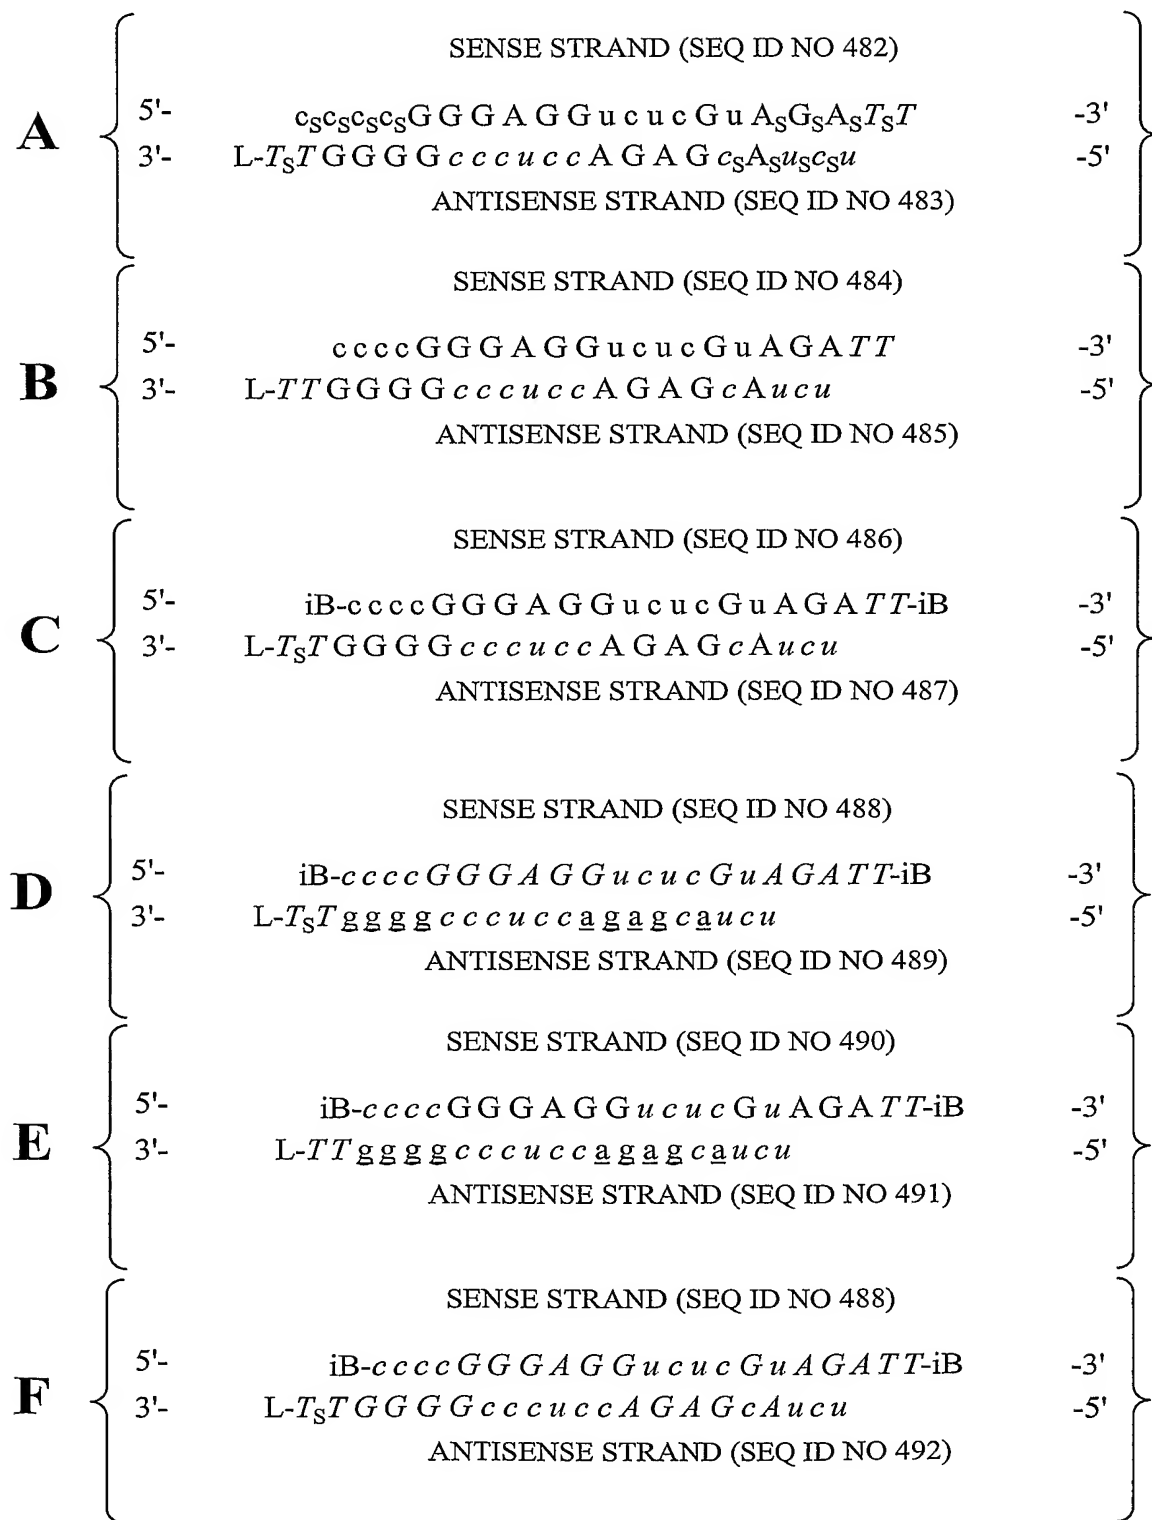 SENSE STRAND (SEQ ID NO 482)
A
5'- cscscscsGGGAGGucucGuAsGsAsTsT -3'
3'- L-TsTGGGGcccuccAGAGcsAsuscsu -5'
ANTISENSE STRAND (SEQ ID NO 483)
SENSE STRAND (SEQ ID NO 484)
B
5'- ccccGGGAGGucucGuAGATT -3'
3'- L-TTGGGGcccuccAGAGcAucu -5'
ANTISENSE STRAND (SEQ ID NO 485)
SENSE STRAND (SEQ ID NO 486)
C
5'- iB-ccccGGGAGGucucGuAGATT-iB -3'
3'- L-TsTGGGGcccuccAGAGcAucu -5'
ANTISENSE STRAND (SEQ ID NO 487)
SENSE STRAND (SEQ ID NO 488)
D
5'- iB-ccccGGGAGGucucGuAGATT-iB -3'
3'- L-TsTggggcccuccagagcaucu -5'
ANTISENSE STRAND (SEQ ID NO 489)
SENSE STRAND (SEQ ID NO 490)
E
5'- iB-ccccGGGAGGucucGuAGATT-iB -3'
3'- L-TTggggcccuccagagcaucu -5'
ANTISENSE STRAND (SEQ ID NO 491)
SENSE STRAND (SEQ ID NO 488)
F
5'- iB-ccccGGGAGGucucGuAGATT-iB -3'
3'- L-TsTGGGGcccuccAGAGcAucu -5'
ANTISENSE STRAND (SEQ ID NO 492)